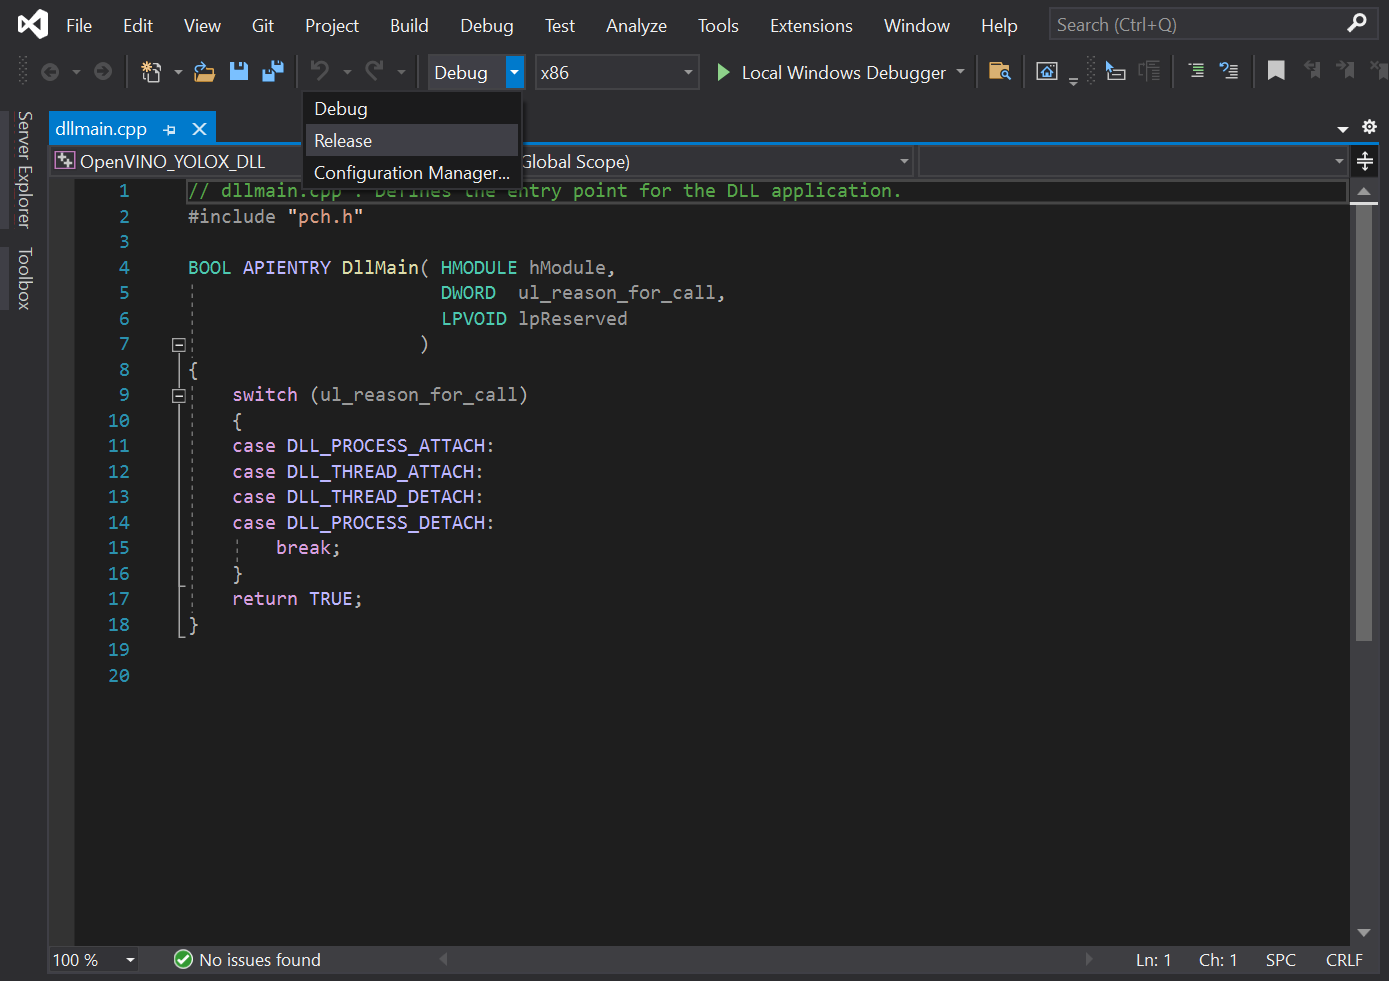 File Edit View Git Project Build Debug Test Analyze Tools Extensions Window Help Search (Ctrl+Q)
Debug x86 Local Windows Debugger
Debug
Release
Configuration Manager...
Server Explorer
Toolbox
dllmain.cpp
OpenVINO_YOLOX_DLL Global Scope)
1 // dllmain.cpp : Defines the entry point for the DLL application.
2 #include "pch.h"
3
4 BOOL APIENTRY DllMain( HMODULE hModule,
5 DWORD ul_reason_for_call,
6 LPVOID lpReserved
7 )
8 {
9 switch (ul_reason_for_call)
10 {
11 case DLL_PROCESS_ATTACH:
12 case DLL_THREAD_ATTACH:
13 case DLL_THREAD_DETACH:
14 case DLL_PROCESS_DETACH:
15 break;
16 }
17 return TRUE;
18 }
19
20
100 % No issues found Ln: 1 Ch: 1 SPC CRLF